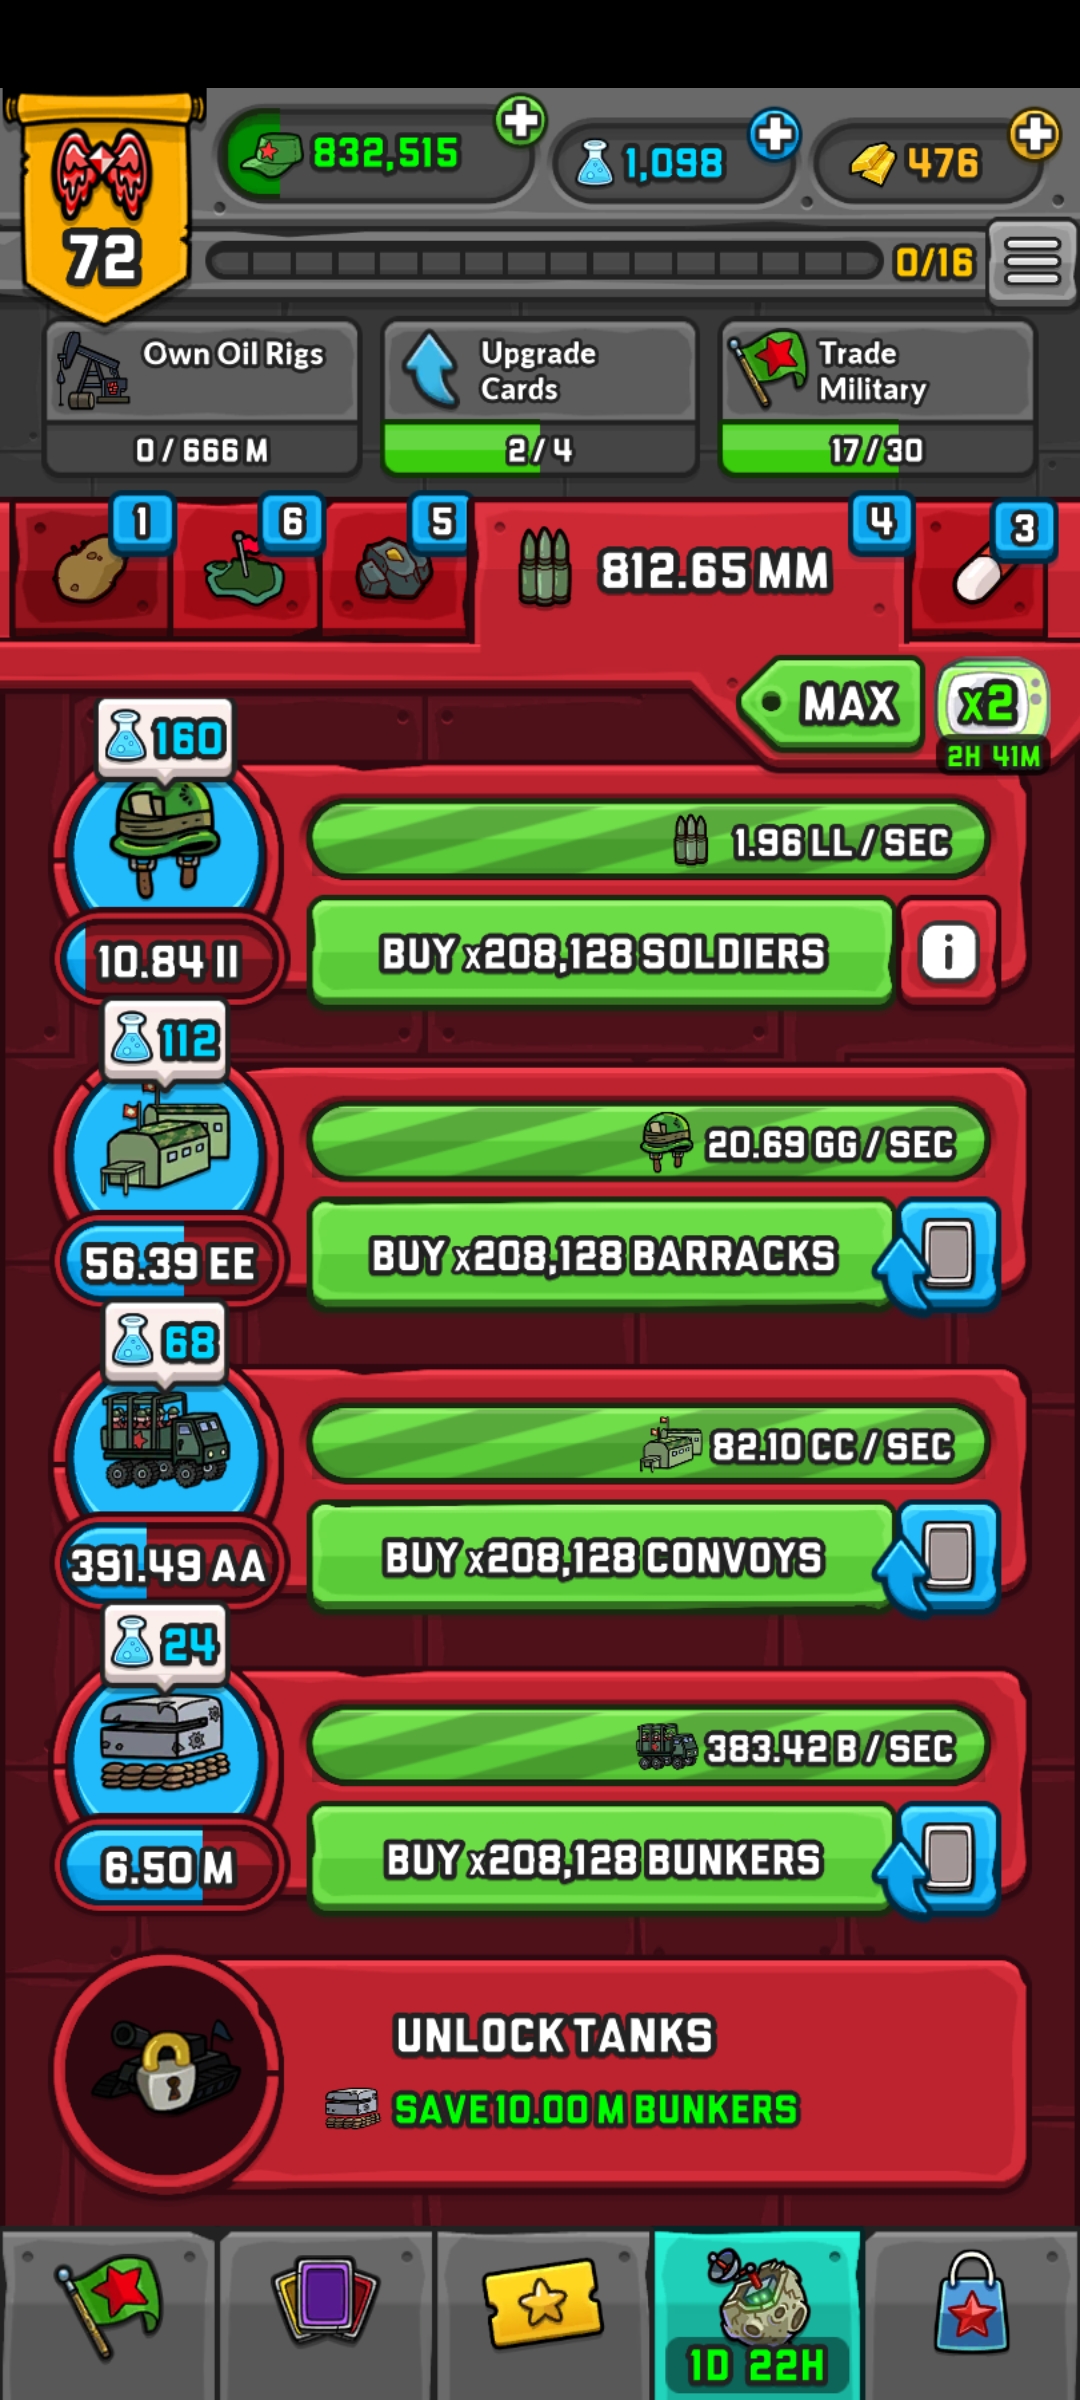 832,515
1,098
476
72
0/16
Own Oil Rigs
0 / 666 M
Upgrade
Cards
2 / 4
Trade
Military
17 / 30
1
6
5
812.65 MM
4
3
MAX
x2
2H 41M
160
1.96 LL / SEC
10.84 II
BUY x208,128 SOLDIERS
i
112
20.69 GG / SEC
56.39 EE
BUY x208,128 BARRACKS
68
82.10 CC / SEC
391.49 AA
BUY x208,128 CONVOYS
24
383.42 B / SEC
6.50 M
BUY x208,128 BUNKERS
UNLOCK TANKS
SAVE 10.00 M BUNKERS
1D 22H